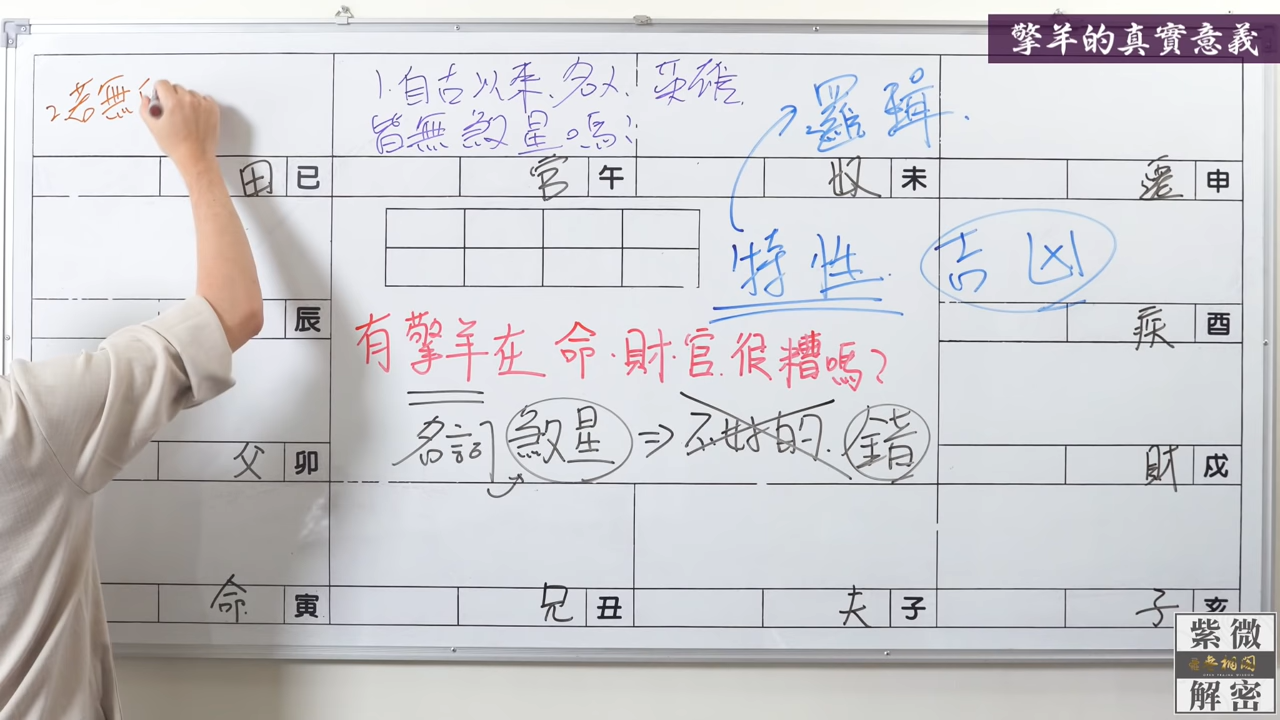 擎羊的真實意義
2.若無
1.自古以來、名人、英雄
皆無煞星嗎?
邏輯.
田 巳
官 午
奴 未
遷 申
特性.
吉凶
辰
疾 酉
有擎羊在命.財.官.很糟嗎?
名詞 煞星 ⇒ 不好的. 錯
父 卯
財 戌
命 寅
兄 丑
夫 子
子 亥
紫微
解密